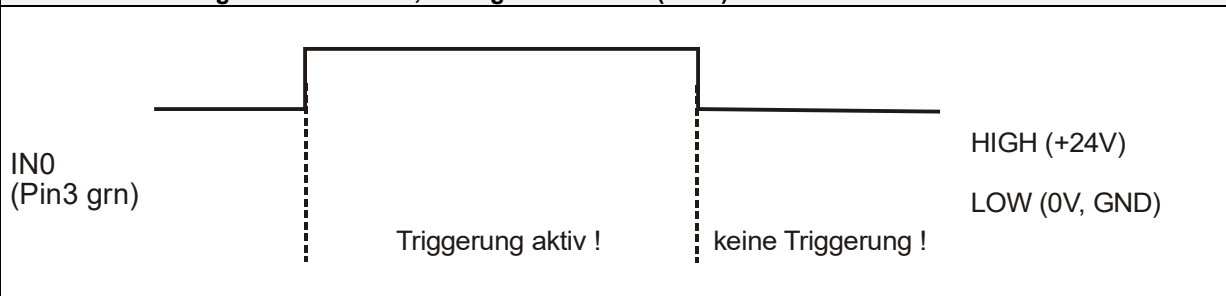 HIGH (+24V)
IN0
(Pin3 grn)
LOW (0V, GND)
Triggerung aktiv !
keine Triggerung !